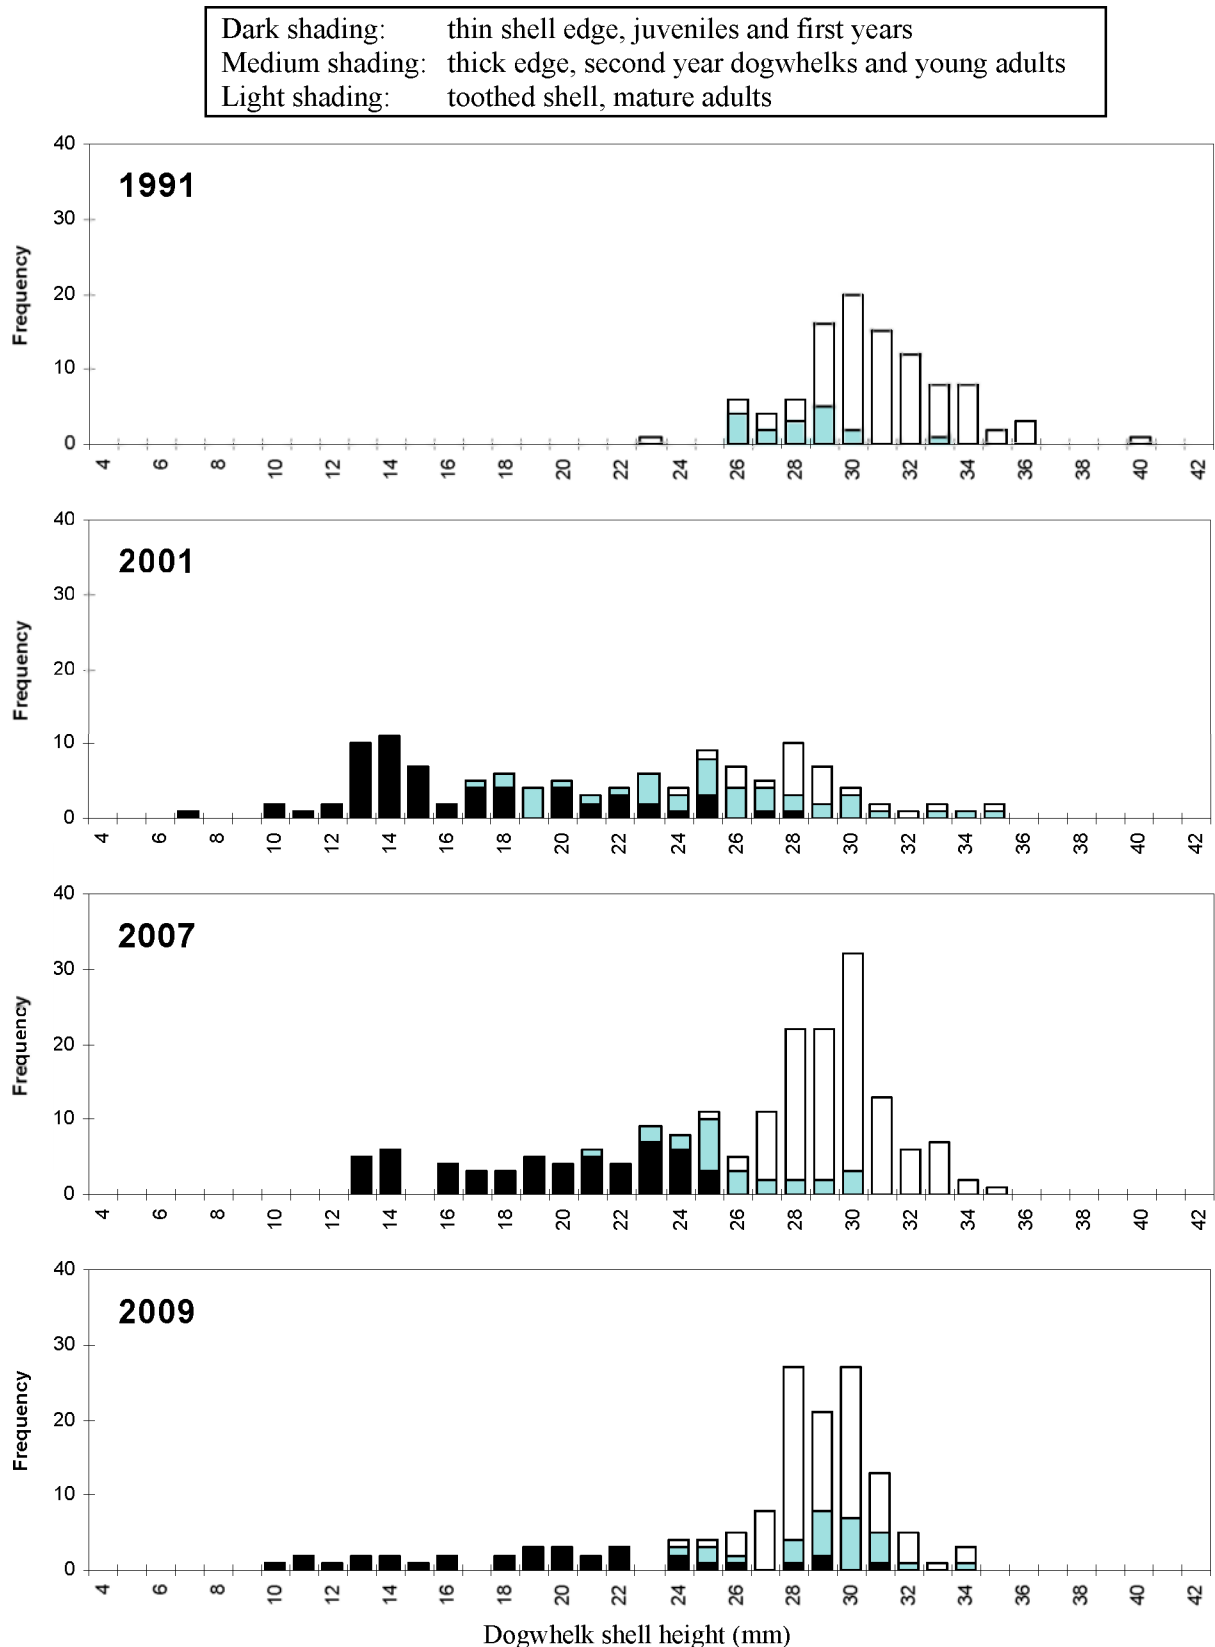 Dark shading: thin shell edge, juveniles and first years
Medium shading: thick edge, second year dogwhelks and young adults
Light shading: toothed shell, mature adults
1991
Frequency
40
30
20
10
0
4 6 8 10 12 14 16 18 20 22 24 26 28 30 32 34 36 38 40 42
2001
Frequency
40
30
20
10
0
4 6 8 10 12 14 16 18 20 22 24 26 28 30 32 34 36 38 40 42
2007
Frequency
40
30
20
10
0
4 6 8 10 12 14 16 18 20 22 24 26 28 30 32 34 36 38 40 42
2009
Frequency
40
30
20
10
0
4 6 8 10 12 14 16 18 20 22 24 26 28 30 32 34 36 38 40 42
Dogwhelk shell height (mm)